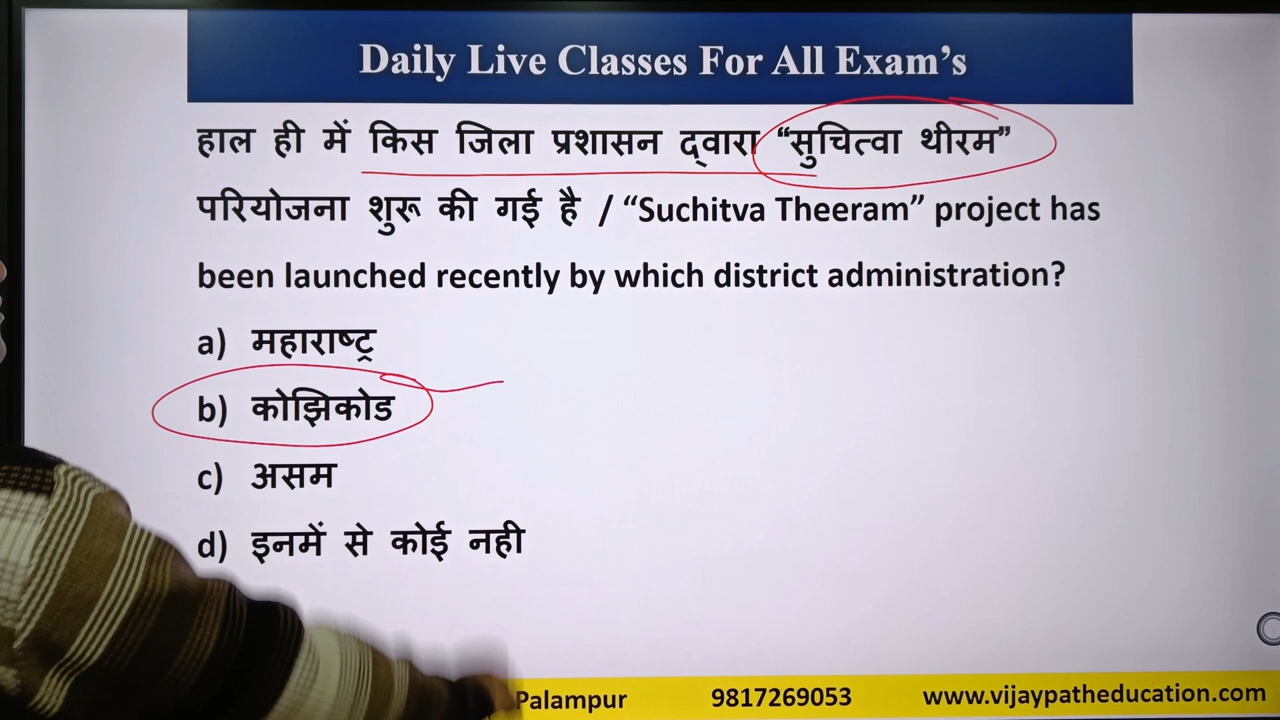 Daily Live Classes For All Exam’s
हाल ही में किस जिला प्रशासन द्वारा “सुचित्वा थीरम”
परियोजना शुरू की गई है / “Suchitva Theeram” project has
been launched recently by which district administration?
a) महाराष्ट्र
b) कोझिकोड
c) असम
d) इनमें से कोई नही
Palampur 9817269053 www.vijaypatheducation.com